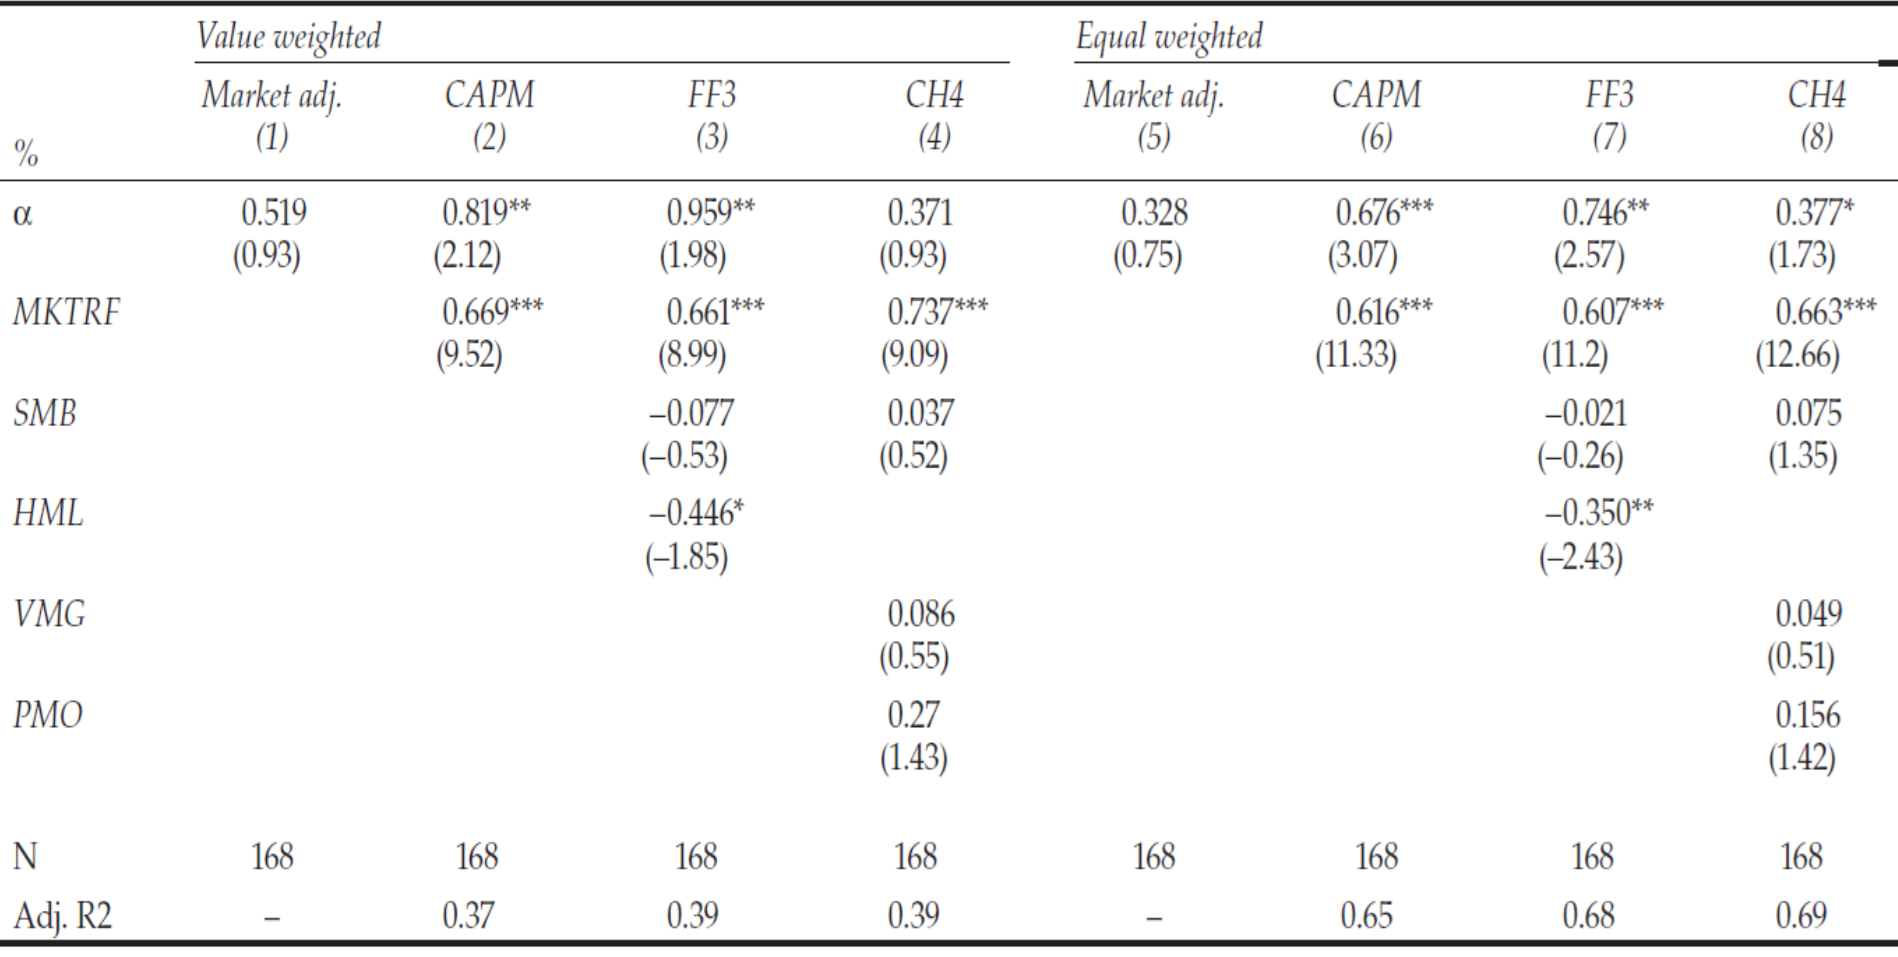 Value weighted Equal weighted
Market adj. CAPM FF3 CH4 Market adj. CAPM FF3 CH4
% (1) (2) (3) (4) (5) (6) (7) (8)
α 0.519 0.819** 0.959** 0.371 0.328 0.676*** 0.746** 0.377*
(0.93) (2.12) (1.98) (0.93) (0.75) (3.07) (2.57) (1.73)
MKTRF 0.669*** 0.661*** 0.737*** 0.616*** 0.607*** 0.663***
(9.52) (8.99) (9.09) (11.33) (11.2) (12.66)
SMB –0.077 0.037 –0.021 0.075
(–0.53) (0.52) (–0.26) (1.35)
HML –0.446* –0.350**
(–1.85) (–2.43)
VMG 0.086 0.049
(0.55) (0.51)
PMO 0.27 0.156
(1.43) (1.42)
N 168 168 168 168 168 168 168 168
Adj. R2 – 0.37 0.39 0.39 – 0.65 0.68 0.69